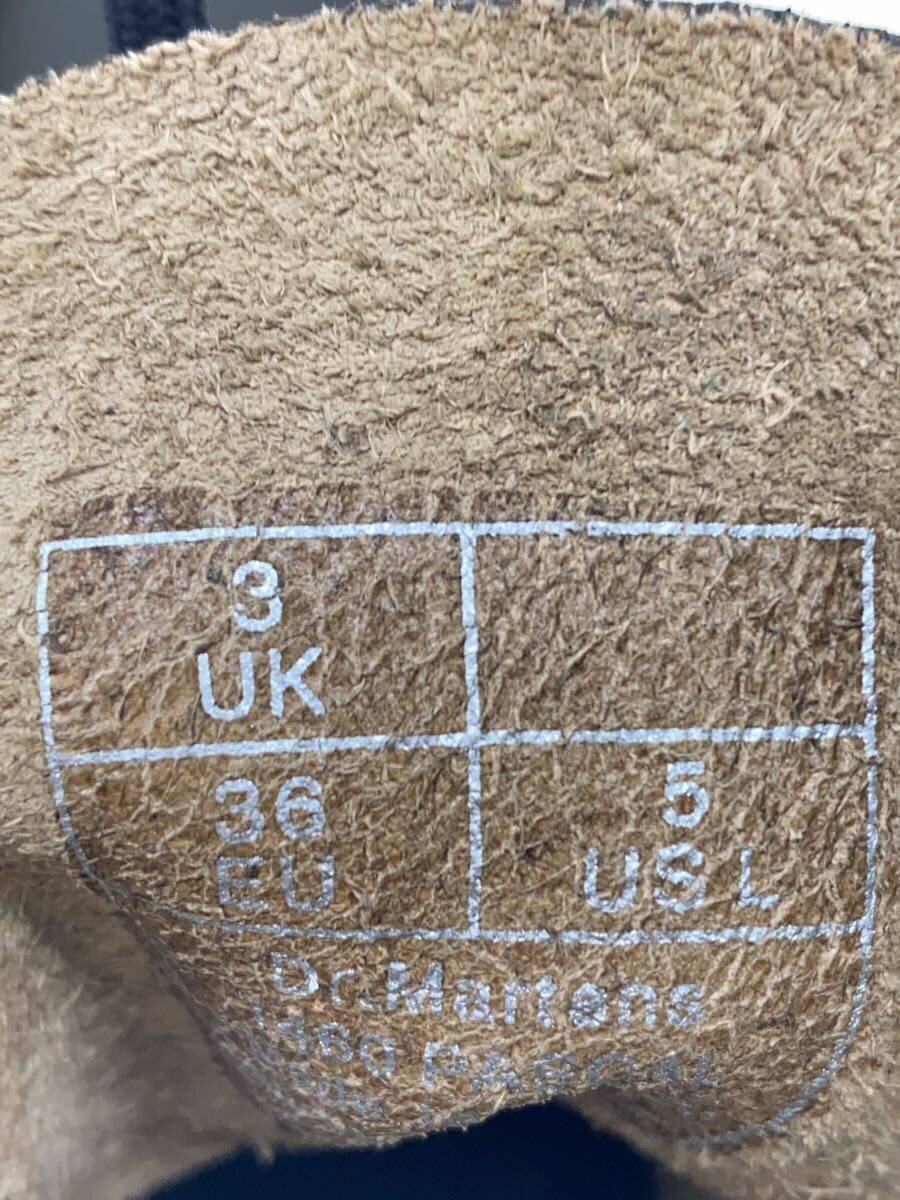 3
UK
36
EU
5
US L
Dr. Martens
1460 PASCAL